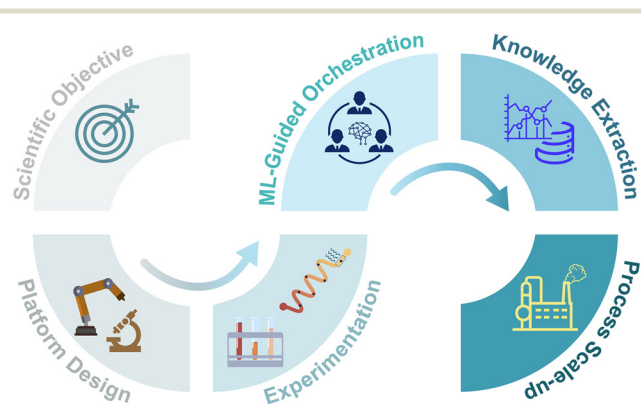 Scientific Objective
Platform Design
Experimentation
ML-Guided Orchestration
Knowledge Extraction
Process Scale-up